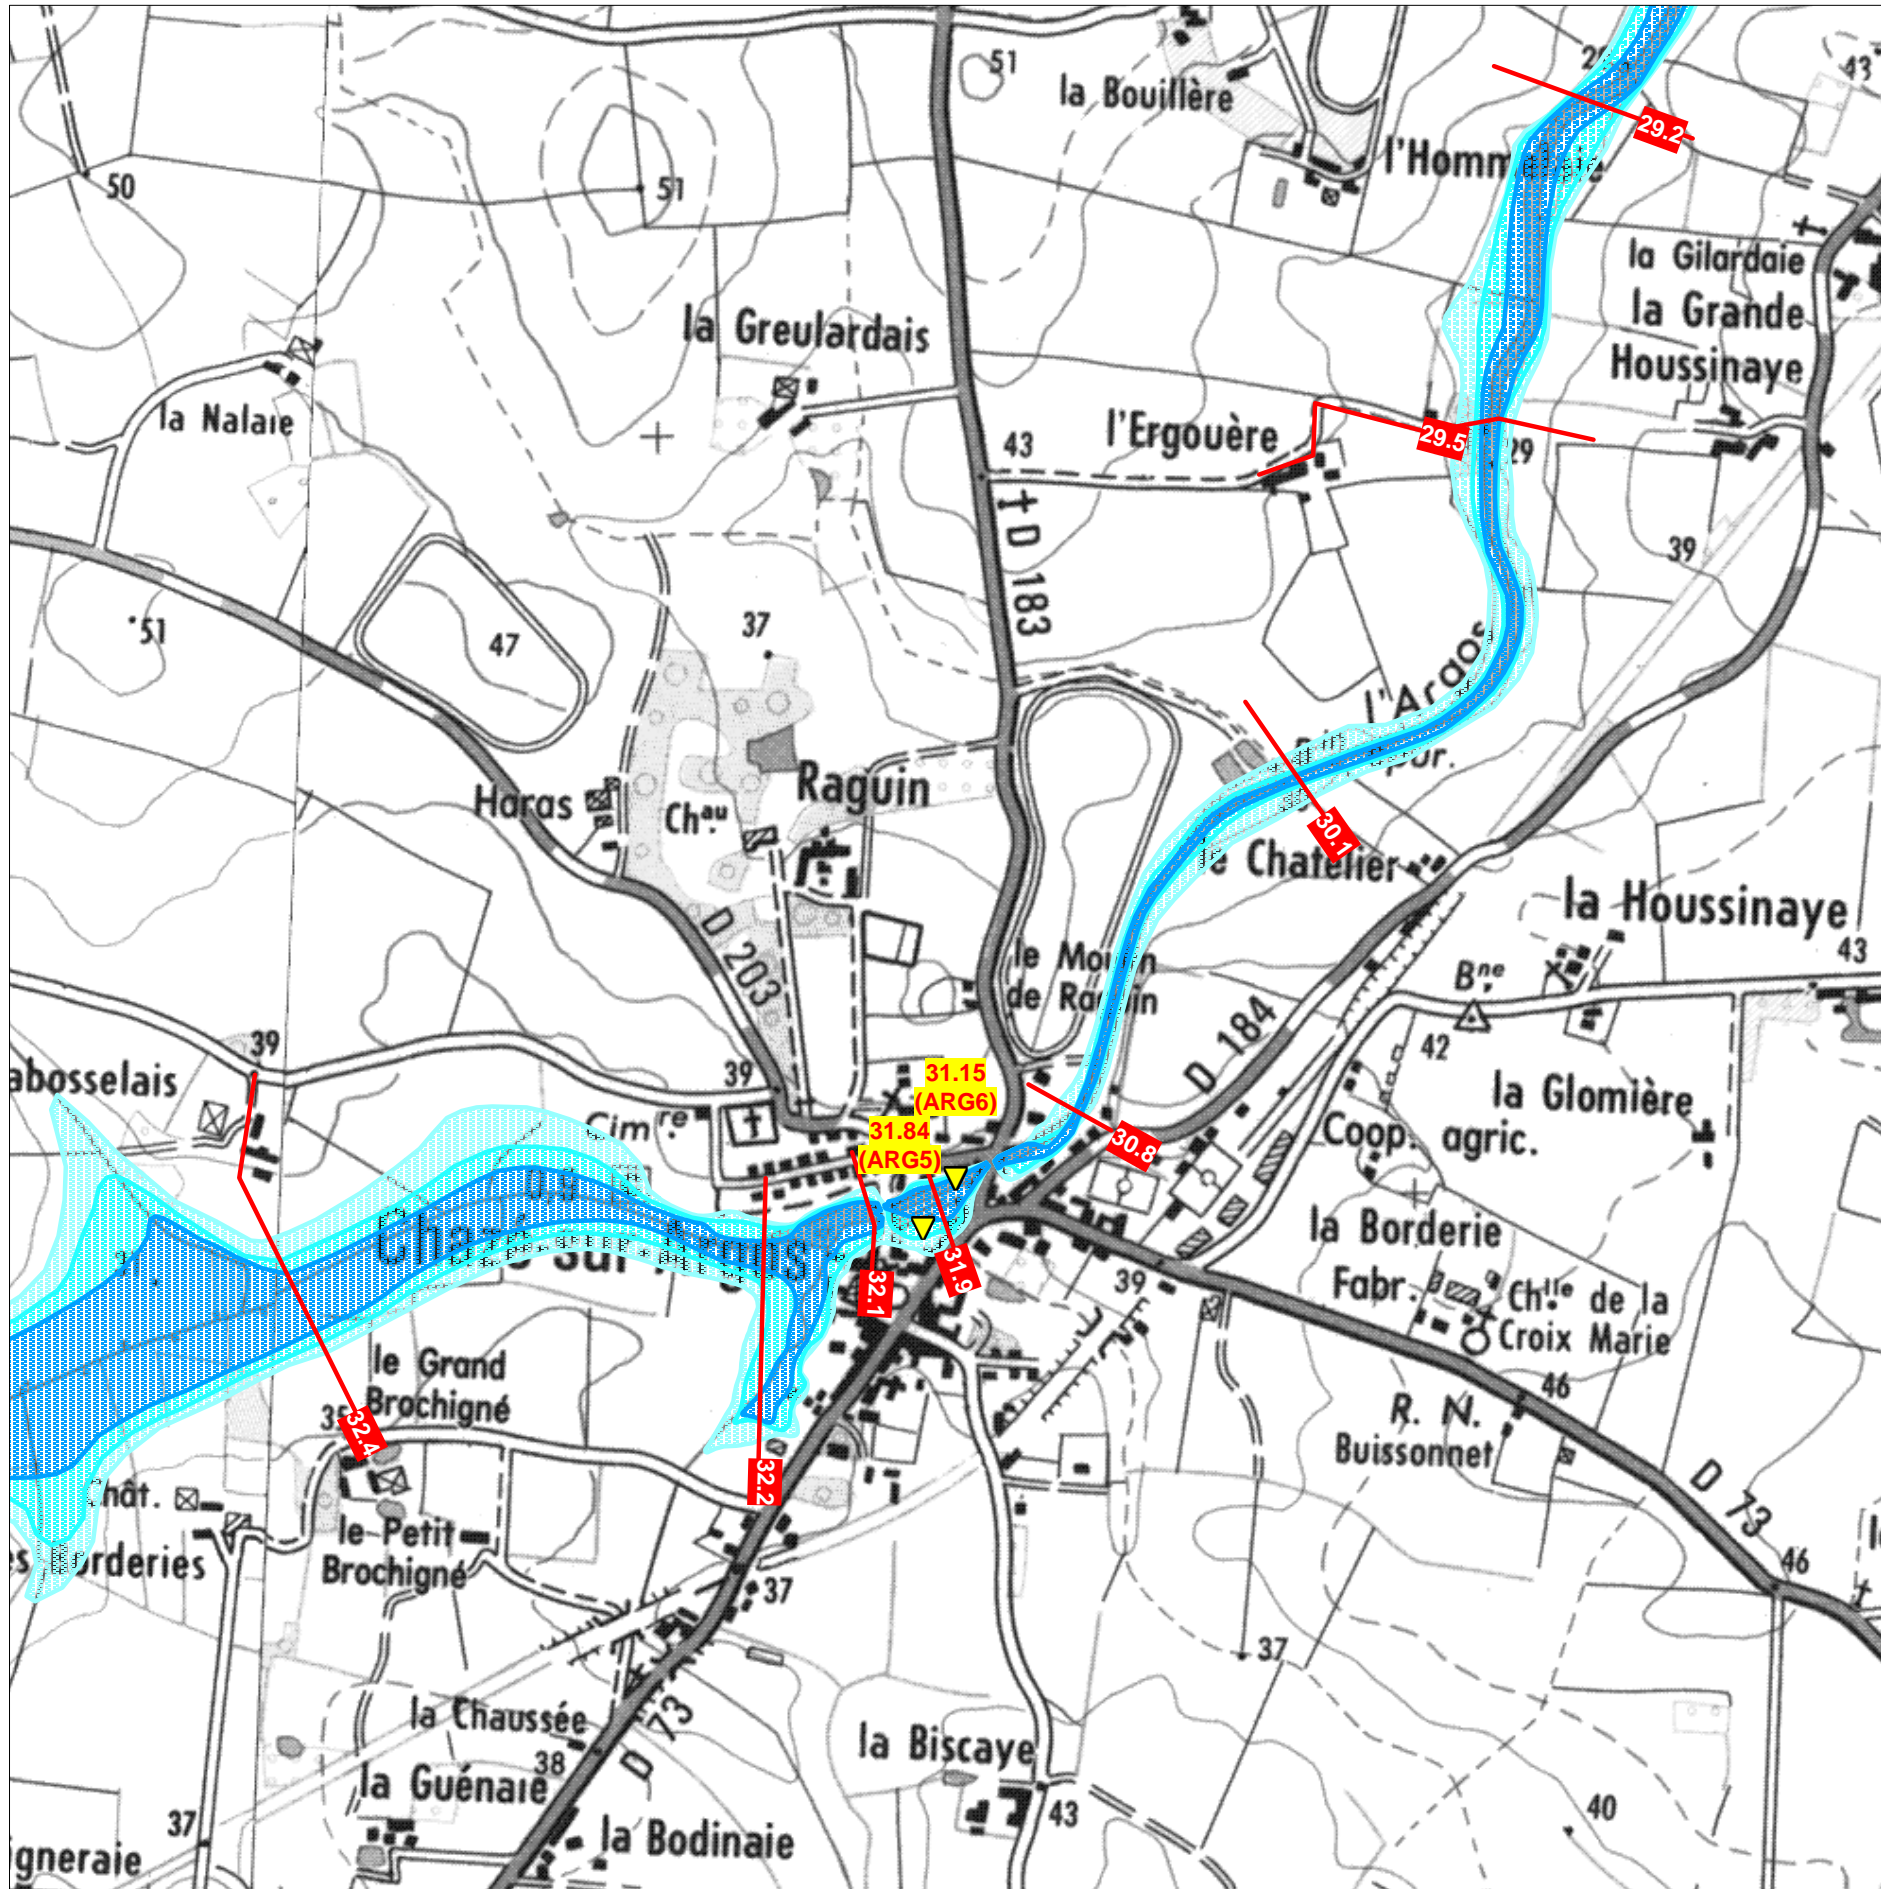 51
la Bouillère
43
29.2
50
51
la Gilardaie
la Grande
Houssinaye
la Greulardais
la Nalaie
l'Ergouère
43
29.5
29
D 183
39
51
47
37
l'Argos
Raguin
Haras
Chau
30.1
le Chatelier
la Houssinaye
43
D 203
le Moulin
de Raguin
Bne
42
D 184
39
39
abosselais
31.15
(ARG6)
31.84
(ARG5)
30.8
Cimre
Coop. agric.
la Glomière
sur
31.9
32.1
39
la Borderie
Fabr.
Chlle de la
Croix Marie
le Grand
Brochigné
35
32.4
32.2
46
R. N.
Buissonnet
D 73
46
hât.
le Petit
Brochigné
37
37
la Chaussée
D 73
38
la Guénaie
la Biscaye
43
40
37
la Bodinaie
igneraie